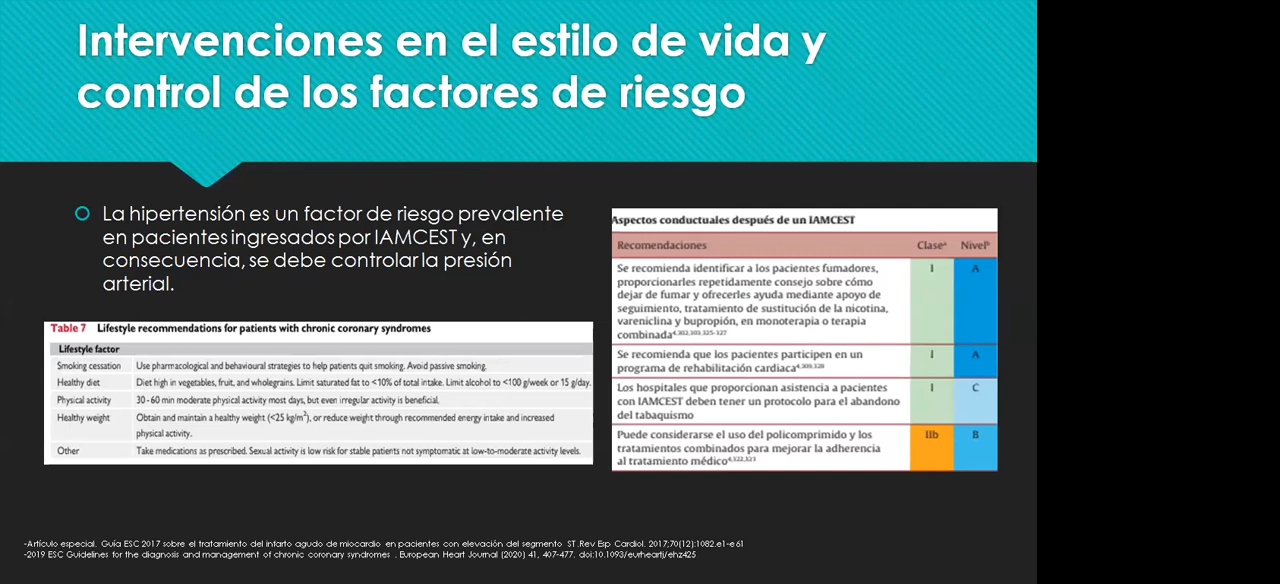 Intervenciones en el estilo de vida y
control de los factores de riesgo
La hipertensión es un factor de riesgo prevalente
en pacientes ingresados por IAMCEST y, en
consecuencia, se debe controlar la presión
arterial.
Table 7 Lifestyle recommendations for patients with chronic coronary syndromes
Lifestyle factor
Smoking cessation Use pharmacological and behavioural strategies to help patients quit smoking. Avoid passive smoking.
Healthy diet Diet high in vegetables, fruit, and wholegrains. Limit saturated fat to <10% of total intake. Limit alcohol to <100 g/week or 15 g/day.
Physical activity 30-60 min moderate physical activity most days, but even irregular activity is beneficial.
Healthy weight Obtain and maintain a healthy weight (<25 kg/m²), or reduce weight through recommended energy intake and increased
physical activity.
Other Take medications as prescribed. Sexual activity is low risk for stable patients not symptomatic at low-to-moderate activity levels.
Aspectos conductuales después de un IAMCEST
Recomendaciones Claseᵃ Nivelᵇ
Se recomienda identificar a los pacientes fumadores, I A
proporcionarles repetidamente consejo sobre cómo
dejar de fumar y ofrecerles ayuda mediante apoyo de
seguimiento, tratamiento de sustitución de la nicotina,
vareniclina y bupropión, en monoterapia o terapia
combinada⁴,³⁰²,³⁰³,³²⁵⁻³²⁷
Se recomienda que los pacientes participen en un I A
programa de rehabilitación cardiaca⁴,³⁰⁹,³²⁸
Los hospitales que proporcionan asistencia a pacientes I C
con IAMCEST deben tener un protocolo para el abandono
del tabaquismo
Puede considerarse el uso del policomprimido y los IIb B
tratamientos combinados para mejorar la adherencia
al tratamiento médico⁴,³²²,³²³
-Artículo especial. Guía ESC 2017 sobre el tratamiento del infarto agudo de miocardio en pacientes con elevación del segmento ST .Rev Esp Cardiol. 2017;70(12):1082.e1-e61
-2019 ESC Guidelines for the diagnosis and management of chronic coronary syndromes . European Heart Journal (2020) 41, 407-477. doi:10.1093/eurheartj/ehz425